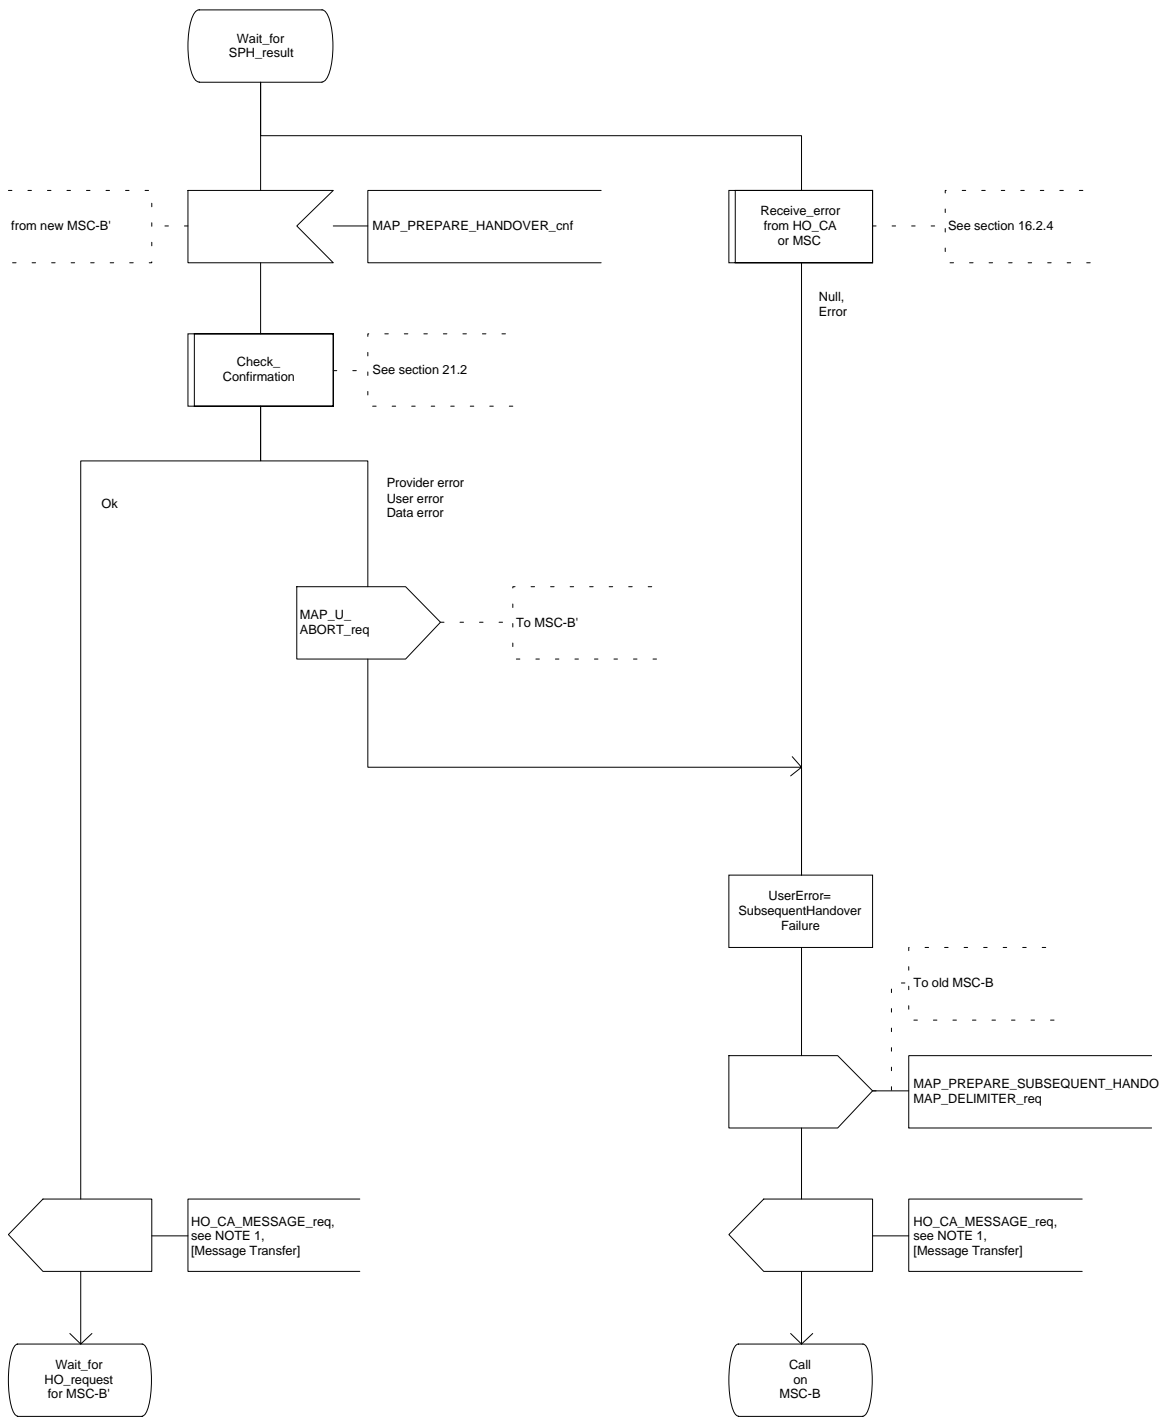 Wait_for
SPH_result
from new MSC-B'
MAP_PREPARE_HANDOVER_cnf
Receive_error
from HO_CA
or MSC
See section 16.2.4
Null,
Error
Check_
Confirmation
See section 21.2
Ok
Provider error
User error
Data error
MAP_U_
ABORT_req
To MSC-B'
UserError=
SubsequentHandover
Failure
To old MSC-B
MAP_PREPARE_SUBSEQUENT_HANDO
MAP_DELIMITER_req
HO_CA_MESSAGE_req,
see NOTE 1,
[Message Transfer]
HO_CA_MESSAGE_req,
see NOTE 1,
[Message Transfer]
Wait_for
HO_request
for MSC-B'
Call
on
MSC-B